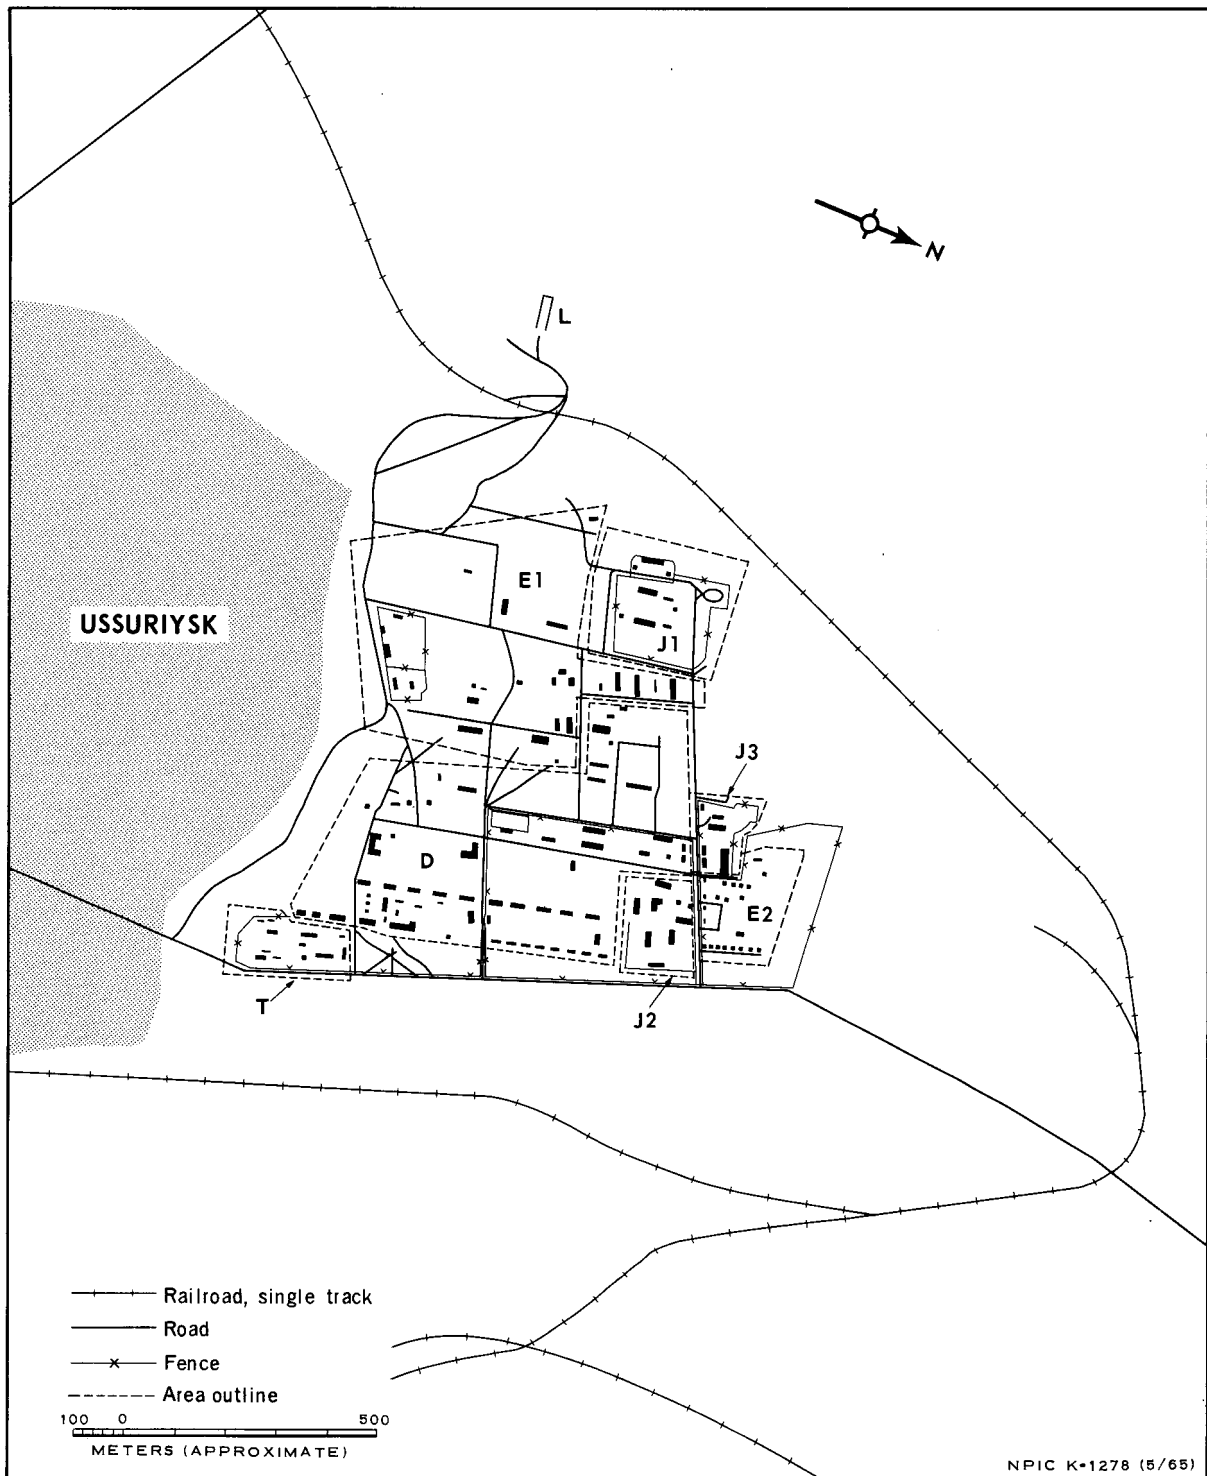 N
L
E1
USSURIYSK
J1
J3
D
E2
T
J2
Railroad, single track
Road
Fence
Area outline
100 0 500
METERS (APPROXIMATE)
NPIC K-1278 (5/65)